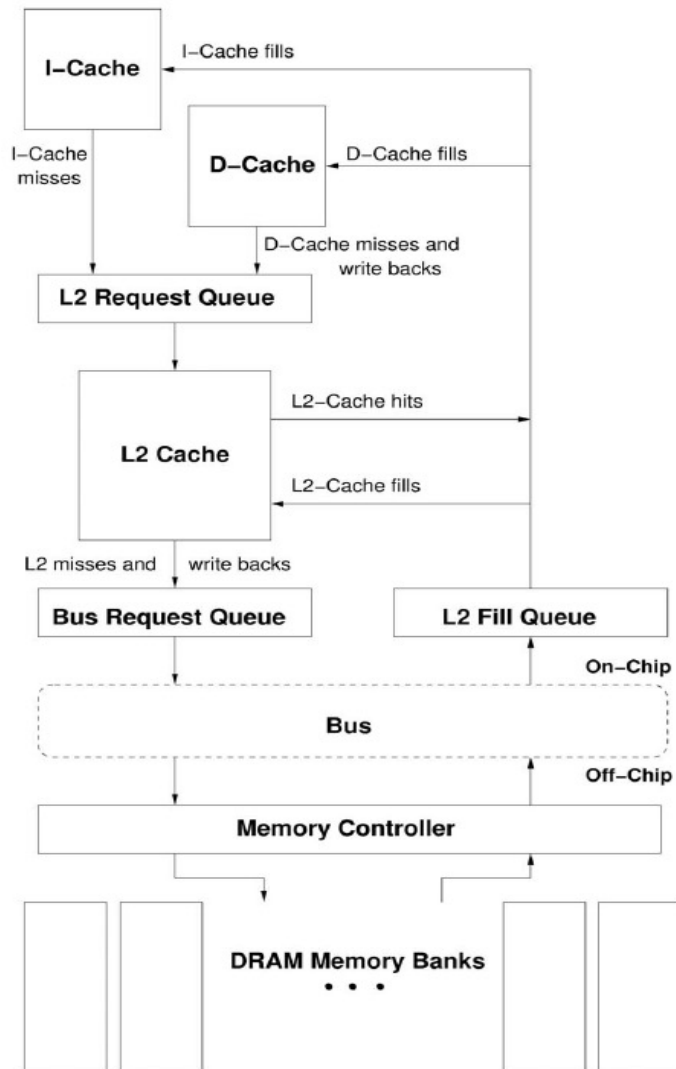 I-Cache fills
I-Cache
I-Cache
misses
D-Cache fills
D-Cache
D-Cache misses and
write backs
L2 Request Queue
L2-Cache hits
L2 Cache
L2-Cache fills
L2 misses and write backs
Bus Request Queue
L2 Fill Queue
On-Chip
Bus
Off-Chip
Memory Controller
DRAM Memory Banks
• • •